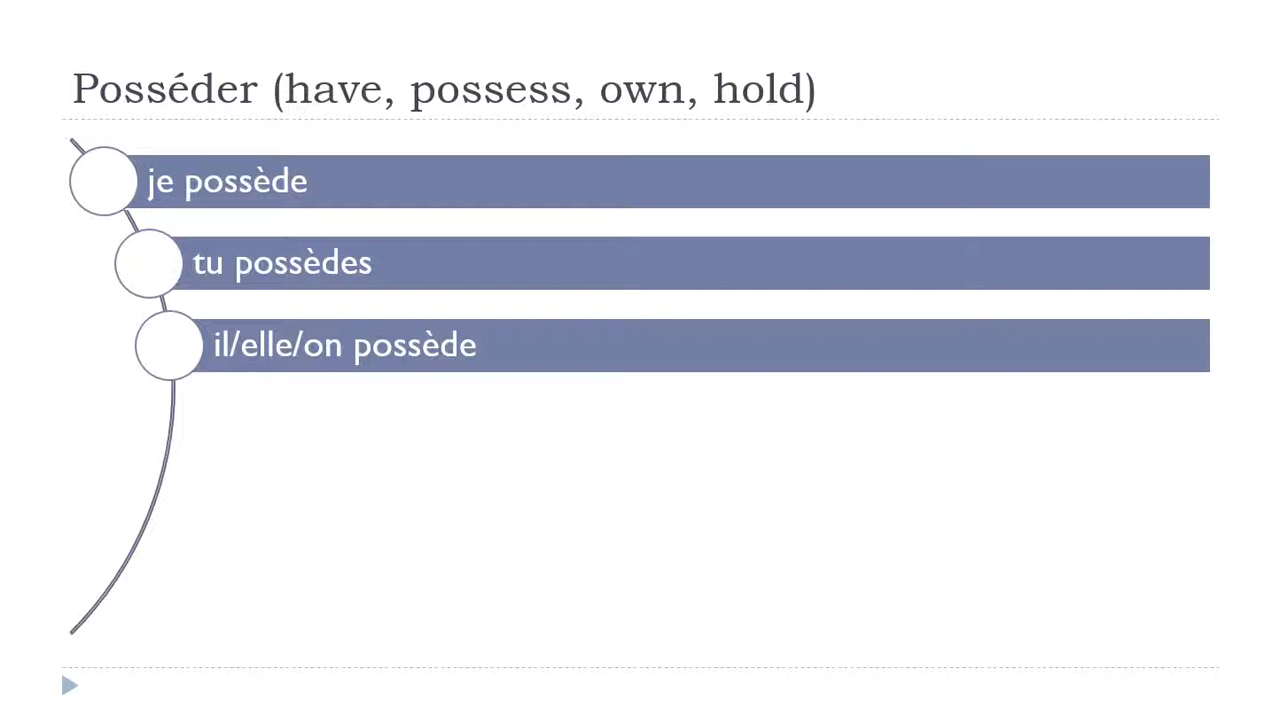 Posséder (have, possess, own, hold)
je possède
tu possèdes
il/elle/on possède